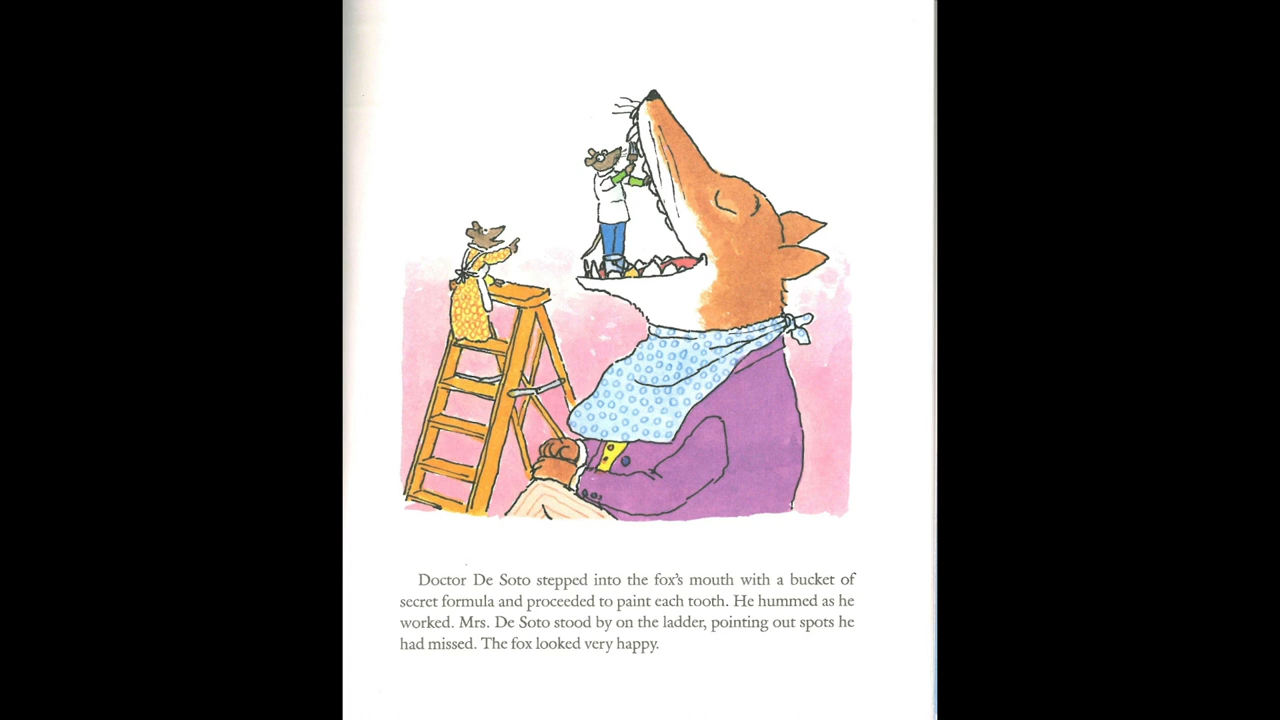 Doctor De Soto stepped into the fox's mouth with a bucket of
secret formula and proceeded to paint each tooth. He hummed as he
worked. Mrs. De Soto stood by on the ladder, pointing out spots he
had missed. The fox looked very happy.